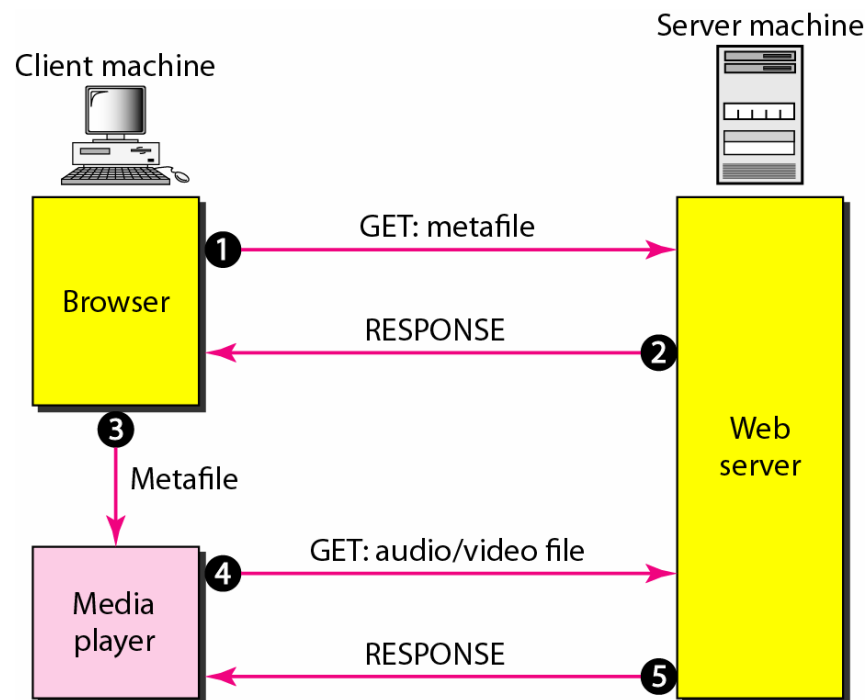 Server machine
Client machine
1
GET: metafile
Browser
RESPONSE
2
3
Web
server
Metafile
GET: audio/video file
4
Media
player
RESPONSE
5